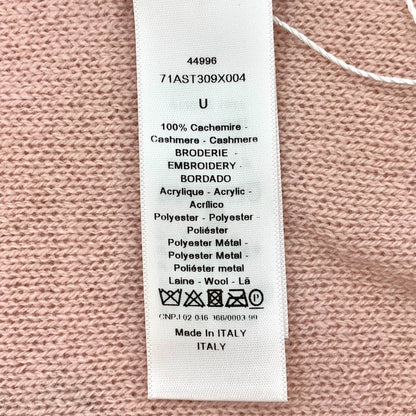 44996
71AST309X004
U
100% Cachemire -
Cashmere - Cashmere
BRODERIE -
EMBROIDERY -
BORDADO
Acrylique - Acrylic -
Acrílico
Polyester - Polyester -
Poliéster
Polyester Métal -
Polyester Metal -
Poliéster metal
Laine - Wool - Lã
P
CNPJ 02 046 366/0003 99
Made In ITALY
ITALY